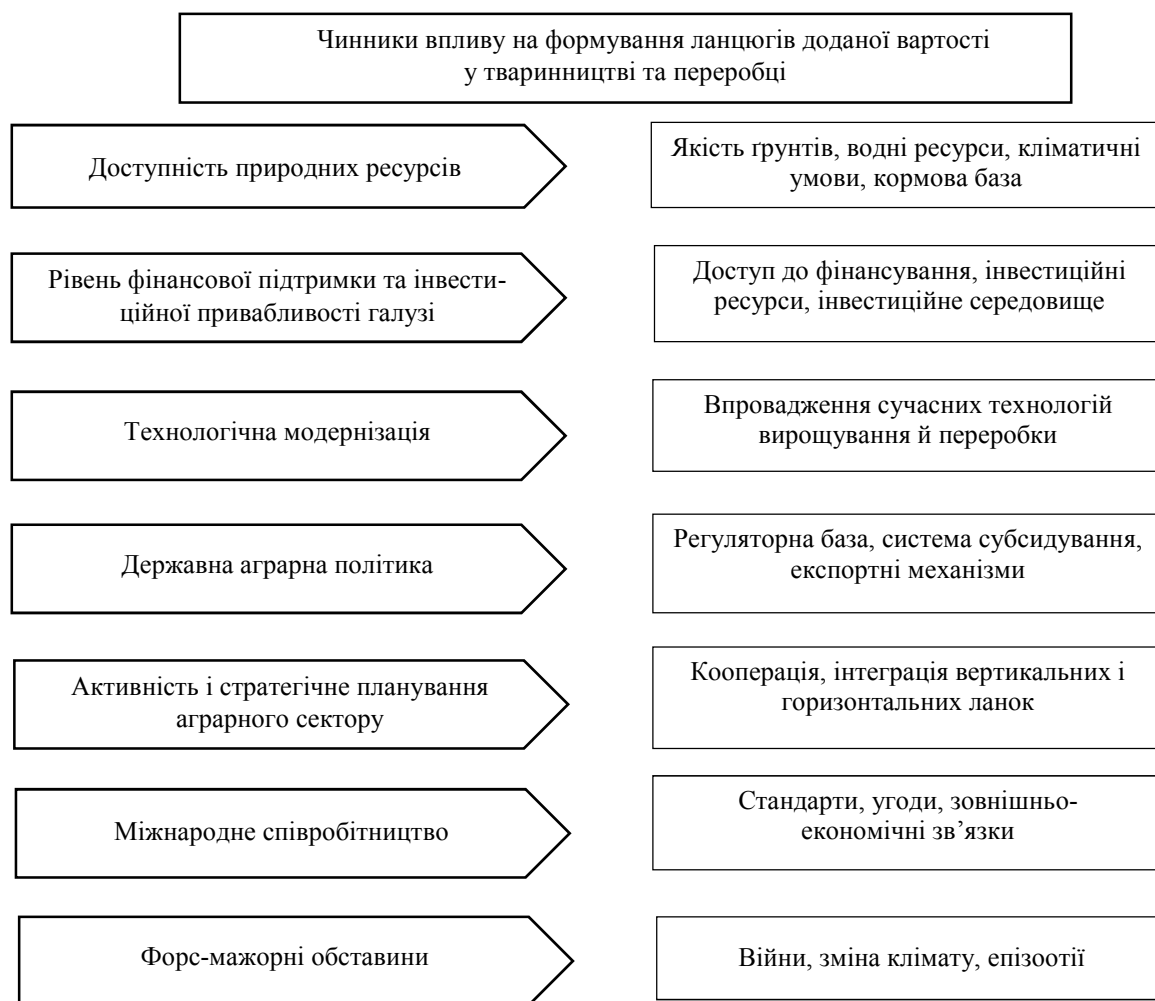 Чинники впливу на формування ланцюгів доданої вартості
у тваринництві та переробці
Доступність природних ресурсів
Якість ґрунтів, водні ресурси, кліматичні
умови, кормова база
Рівень фінансової підтримки та інвести-
ційної привабливості галузі
Доступ до фінансування, інвестиційні
ресурси, інвестиційне середовище
Технологічна модернізація
Впровадження сучасних технологій
вирощування й переробки
Державна аграрна політика
Регуляторна база, система субсидування,
експортні механізми
Активність і стратегічне планування
аграрного сектору
Кооперація, інтеграція вертикальних і
горизонтальних ланок
Міжнародне співробітництво
Стандарти, угоди, зовнішньо-
економічні зв’язки
Форс-мажорні обставини
Війни, зміна клімату, епізоотії